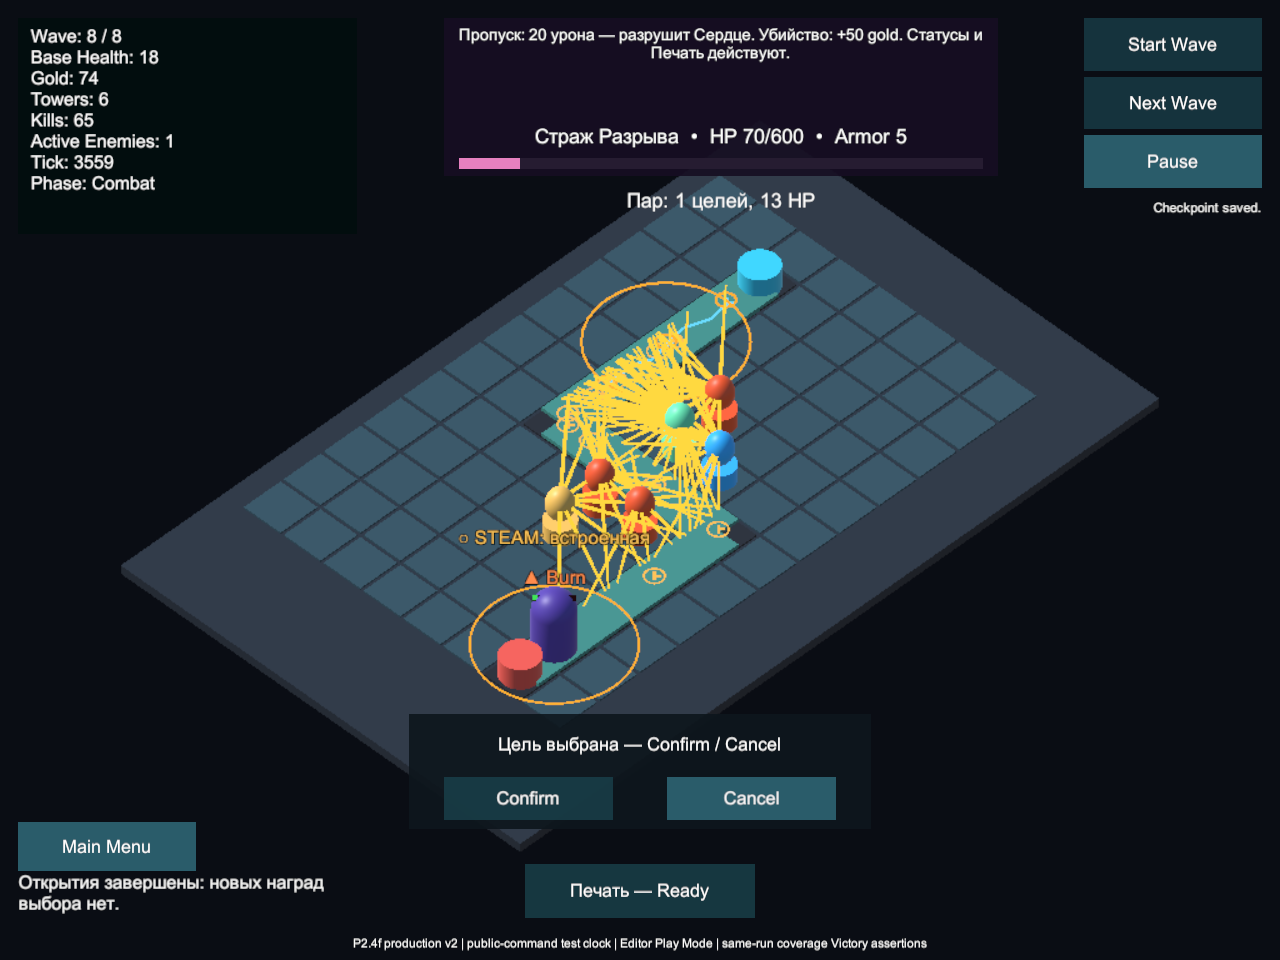 Wave: 8 / 8
Base Health: 18
Gold: 74
Towers: 6
Kills: 65
Active Enemies: 1
Tick: 3559
Phase: Combat
Пропуск: 20 урона — разрушит Сердце. Убийство: +50 gold. Статусы и
Печать действуют.
Страж Разрыва • HP 70/600 • Armor 5
Пар: 1 целей, 13 HP
Start Wave
Next Wave
Pause
Checkpoint saved.
STEAM: встроенная
▲ Burn
Цель выбрана — Confirm / Cancel
Confirm
Cancel
Main Menu
Открытия завершены: новых наград
выбора нет.
Печать — Ready
P2.4f production v2 | public-command test clock | Editor Play Mode | same-run coverage Victory assertions